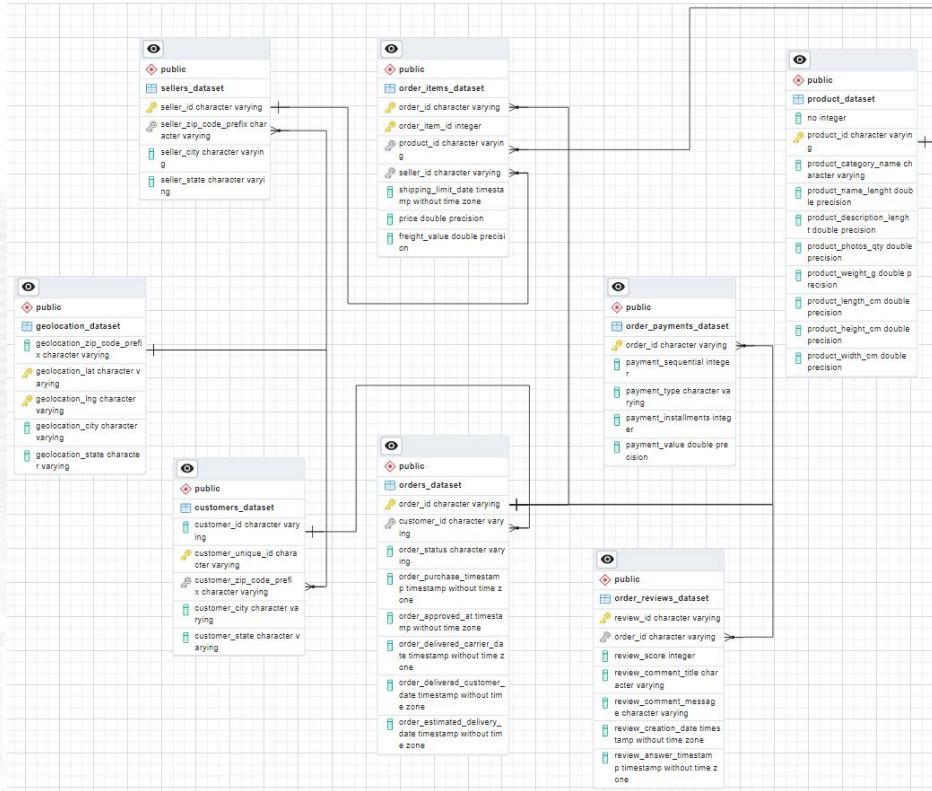 public
sellers_dataset
seller_id character varying
seller_zip_code_prefix char
acter varying
seller_city character varyin
g
seller_state character varyi
ng
public
order_items_dataset
order_id character varying
order_item_id integer
product_id character varyin
g
seller_id character varying
shipping_limit_date timesta
mp without time zone
price double precision
freight_value double precisi
on
public
product_dataset
no integer
product_id character varyin
g
product_category_name ch
aracter varying
product_name_lenght doub
le precision
product_description_lengh
t double precision
product_photos_qty double
precision
product_weight_g double p
recision
product_length_cm double
precision
product_height_cm double
precision
product_width_cm double
precision
public
geolocation_dataset
geolocation_zip_code_prefi
x character varying
geolocation_lat character v
arying
geolocation_lng character
varying
geolocation_city character
varying
geolocation_state characte
r varying
public
order_payments_dataset
order_id character varying
payment_sequential intege
r
payment_type character va
rying
payment_installments integ
er
payment_value double pre
cision
public
customers_dataset
customer_id character vary
ing
customer_unique_id chara
cter varying
customer_zip_code_prefi
x character varying
customer_city character va
rying
customer_state character v
arying
public
orders_dataset
order_id character varying
customer_id character vary
ing
order_status character vary
ing
order_purchase_timestam
p timestamp without time z
one
order_approved_at timesta
mp without time zone
order_delivered_carrier_da
te timestamp without time z
one
order_delivered_customer_
date timestamp without tim
e zone
order_estimated_delivery_
date timestamp without tim
e zone
public
order_reviews_dataset
review_id character varying
order_id character varying
review_score integer
review_comment_title char
acter varying
review_comment_messag
e character varying
review_creation_date times
tamp without time zone
review_answer_timestam
p timestamp without time z
one